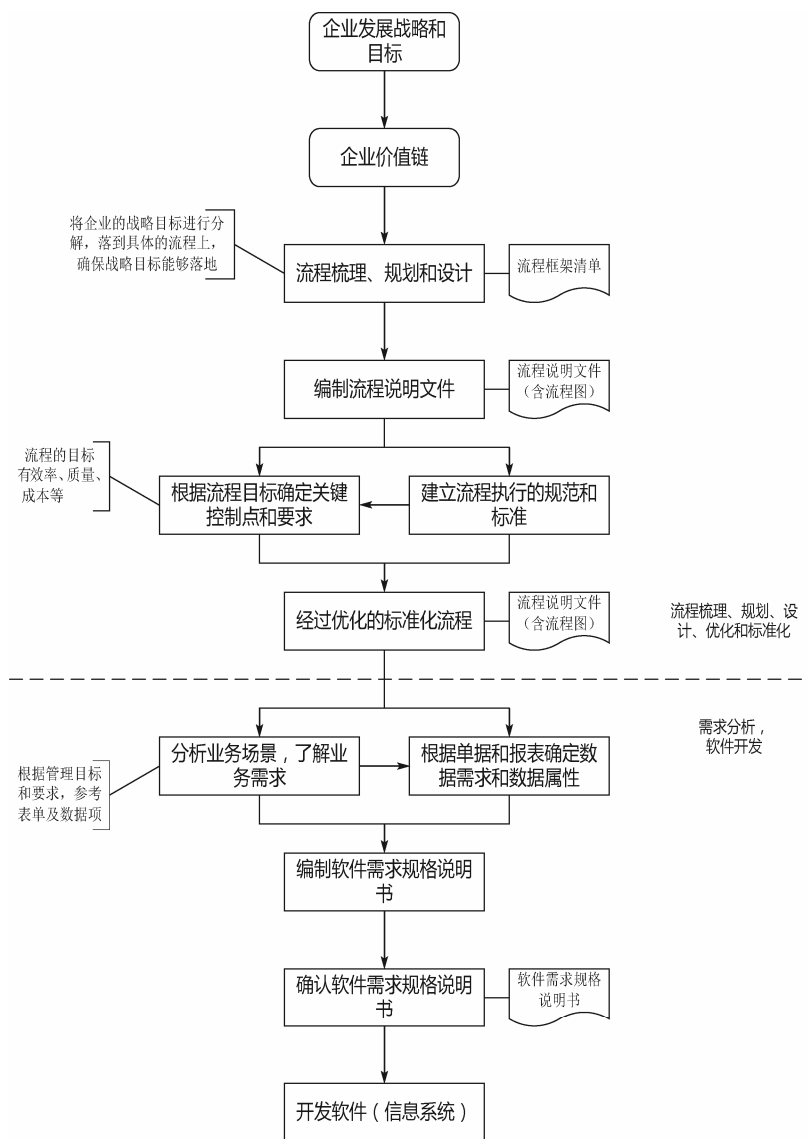 企业发展战略和
目标
企业价值链
将企业的战略目标进行分
解，落到具体的流程上，
确保战略目标能够落地
流程梳理、规划和设计
流程框架清单
编制流程说明文件
流程说明文件
（含流程图）
流程的目标
有效率、质量、
成本等
根据流程目标确定关键
控制点和要求
建立流程执行的规范和
标准
经过优化的标准化流程
流程说明文件
（含流程图）
流程梳理、规划、设
计、优化和标准化
需求分析，
软件开发
根据管理目标
和要求，参考
表单及数据项
分析业务场景，了解业
务需求
根据单据和报表确定数
据需求和数据属性
编制软件需求规格说明
书
确认软件需求规格说明
书
软件需求规格
说明书
开发软件（信息系统）